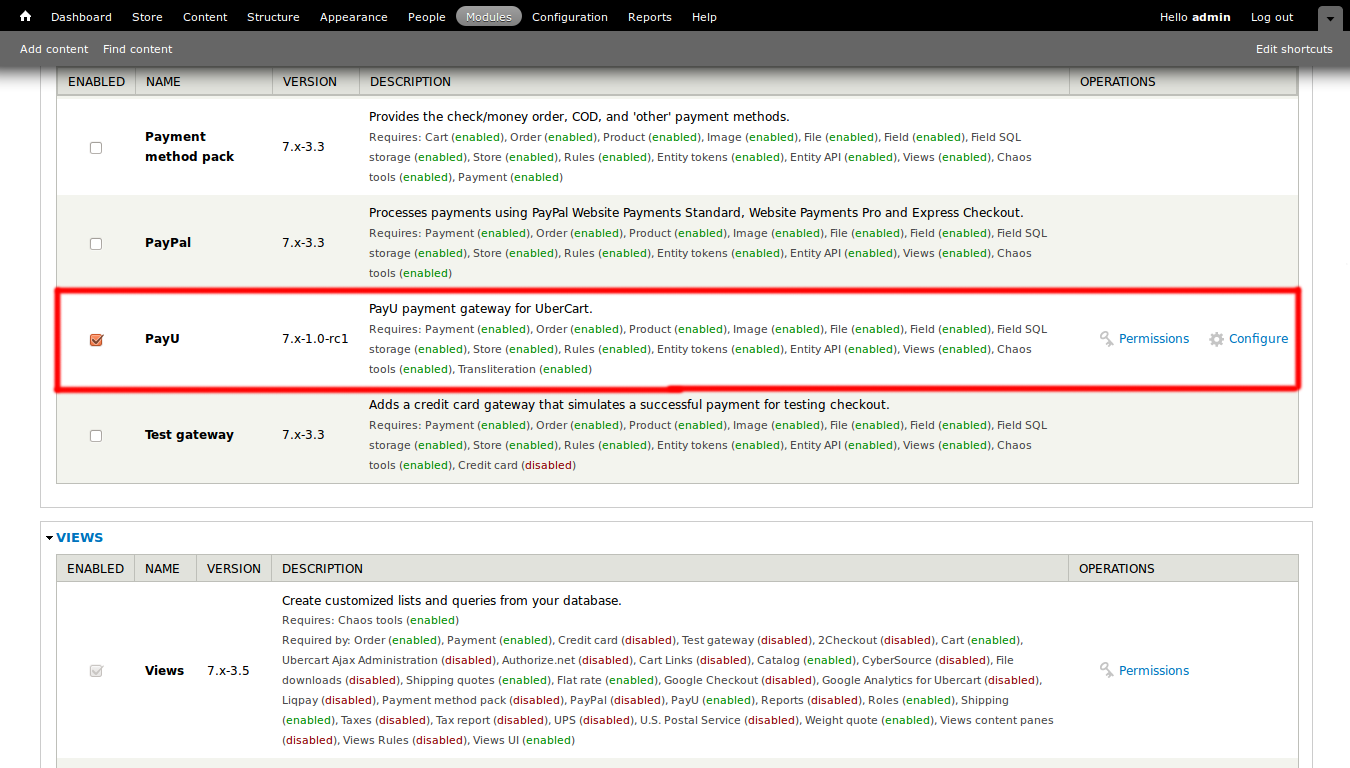 Dashboard Store Content Structure Appearance People Modules Configuration Reports Help Hello admin Log out
Add content Find content Edit shortcuts
ENABLED NAME VERSION DESCRIPTION OPERATIONS
Provides the check/money order, COD, and 'other' payment methods.
Payment method pack 7.x-3.3
Requires: Cart (enabled), Order (enabled), Product (enabled), Image (enabled), File (enabled), Field (enabled), Field SQL
storage (enabled), Store (enabled), Rules (enabled), Entity tokens (enabled), Entity API (enabled), Views (enabled), Chaos
tools (enabled), Payment (enabled)
Processes payments using PayPal Website Payments Standard, Website Payments Pro and Express Checkout.
PayPal 7.x-3.3
Requires: Payment (enabled), Order (enabled), Product (enabled), Image (enabled), File (enabled), Field (enabled), Field SQL
storage (enabled), Store (enabled), Rules (enabled), Entity tokens (enabled), Entity API (enabled), Views (enabled), Chaos
tools (enabled)
PayU payment gateway for UberCart.
PayU 7.x-1.0-rc1
Requires: Payment (enabled), Order (enabled), Product (enabled), Image (enabled), File (enabled), Field (enabled), Field SQL
storage (enabled), Store (enabled), Rules (enabled), Entity tokens (enabled), Entity API (enabled), Views (enabled), Chaos
tools (enabled), Transliteration (enabled)
Permissions Configure
Adds a credit card gateway that simulates a successful payment for testing checkout.
Test gateway 7.x-3.3
Requires: Payment (enabled), Order (enabled), Product (enabled), Image (enabled), File (enabled), Field (enabled), Field SQL
storage (enabled), Store (enabled), Rules (enabled), Entity tokens (enabled), Entity API (enabled), Views (enabled), Chaos
tools (enabled), Credit card (disabled)
VIEWS
ENABLED NAME VERSION DESCRIPTION OPERATIONS
Create customized lists and queries from your database.
Requires: Chaos tools (enabled)
Required by: Order (enabled), Payment (enabled), Credit card (disabled), Test gateway (disabled), 2Checkout (disabled), Cart (enabled),
Ubercart Ajax Administration (disabled), Authorize.net (disabled), Cart Links (disabled), Catalog (enabled), CyberSource (disabled), File
Views 7.x-3.5
downloads (disabled), Shipping quotes (enabled), Flat rate (enabled), Google Checkout (disabled), Google Analytics for Ubercart (disabled),
Permissions
Liqpay (disabled), Payment method pack (disabled), PayPal (disabled), PayU (enabled), Reports (disabled), Roles (enabled), Shipping
(enabled), Taxes (disabled), Tax report (disabled), UPS (disabled), U.S. Postal Service (disabled), Weight quote (enabled), Views content panes
(disabled), Views Rules (disabled), Views UI (enabled)